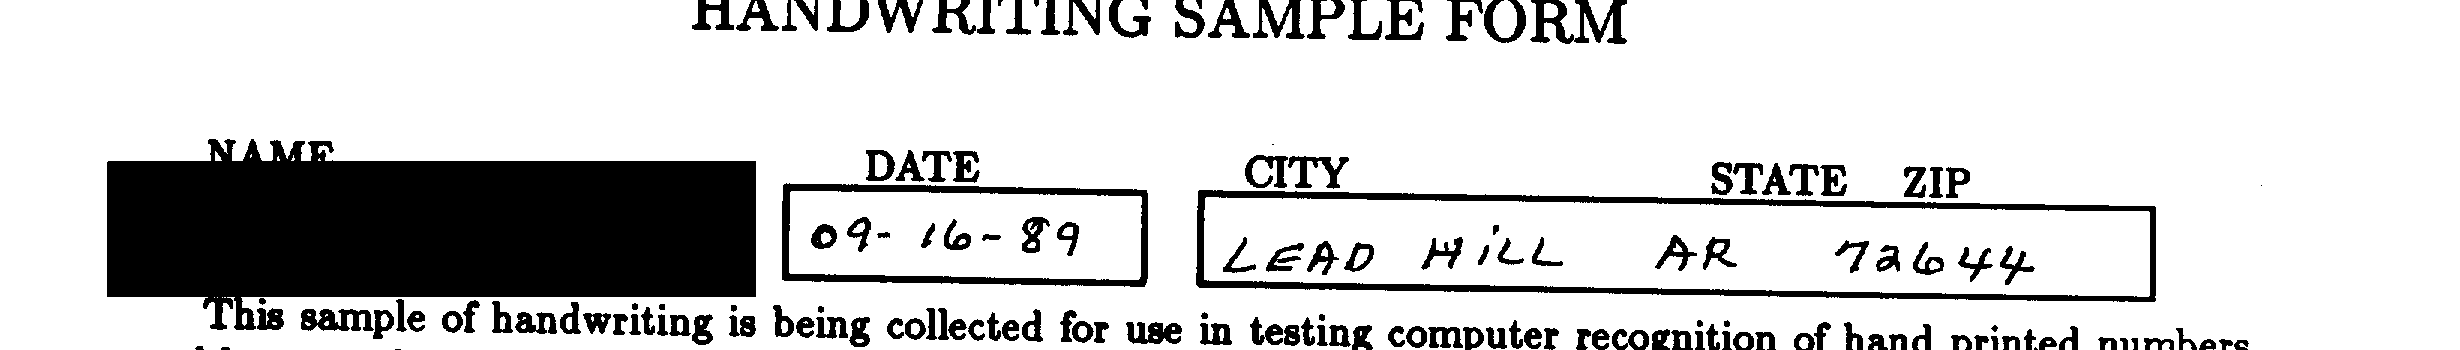 HANDWRITING SAMPLE FORM
NAME DATE CITY STATE ZIP
09-16-89 LEAD HiLL AR 72644
This sample of handwriting is being collected for use in testing computer recognition of hand printed numbers